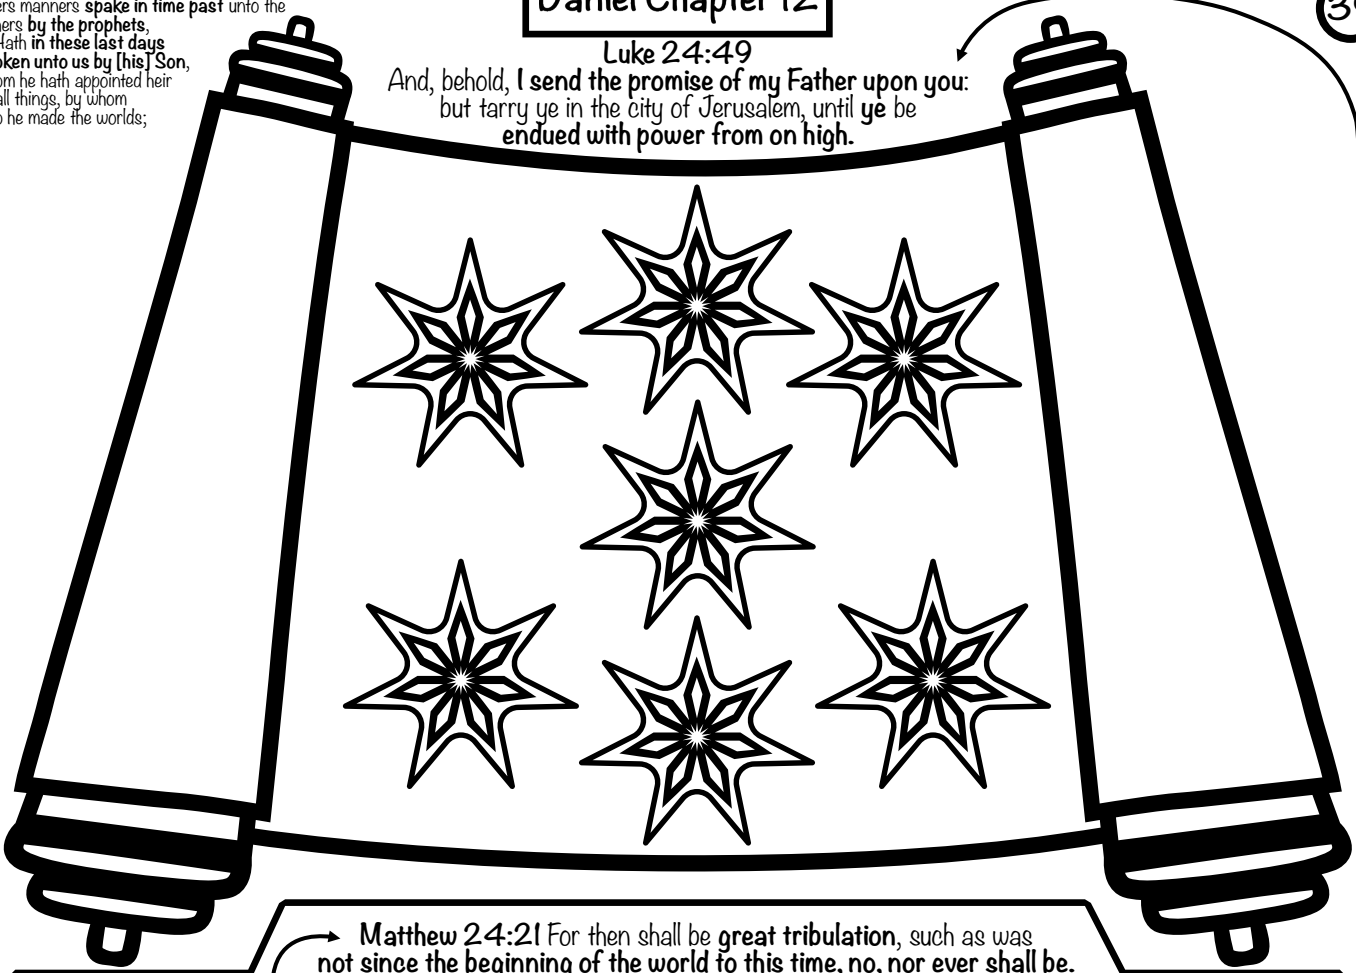 manners spake in time past unto the
by the prophets,
Hath in these last days
unto us by [his] Son,
he hath appointed heir
all things, by whom
he made the worlds;
Daniel Chapter 12
Luke 24:49
And, behold, I send the promise of my Father upon you:
but tarry ye in the city of Jerusalem, until ye be
endued with power from on high.
Matthew 24:21 For then shall be great tribulation, such as was
not since the beginning of the world to this time, no, nor ever shall be.